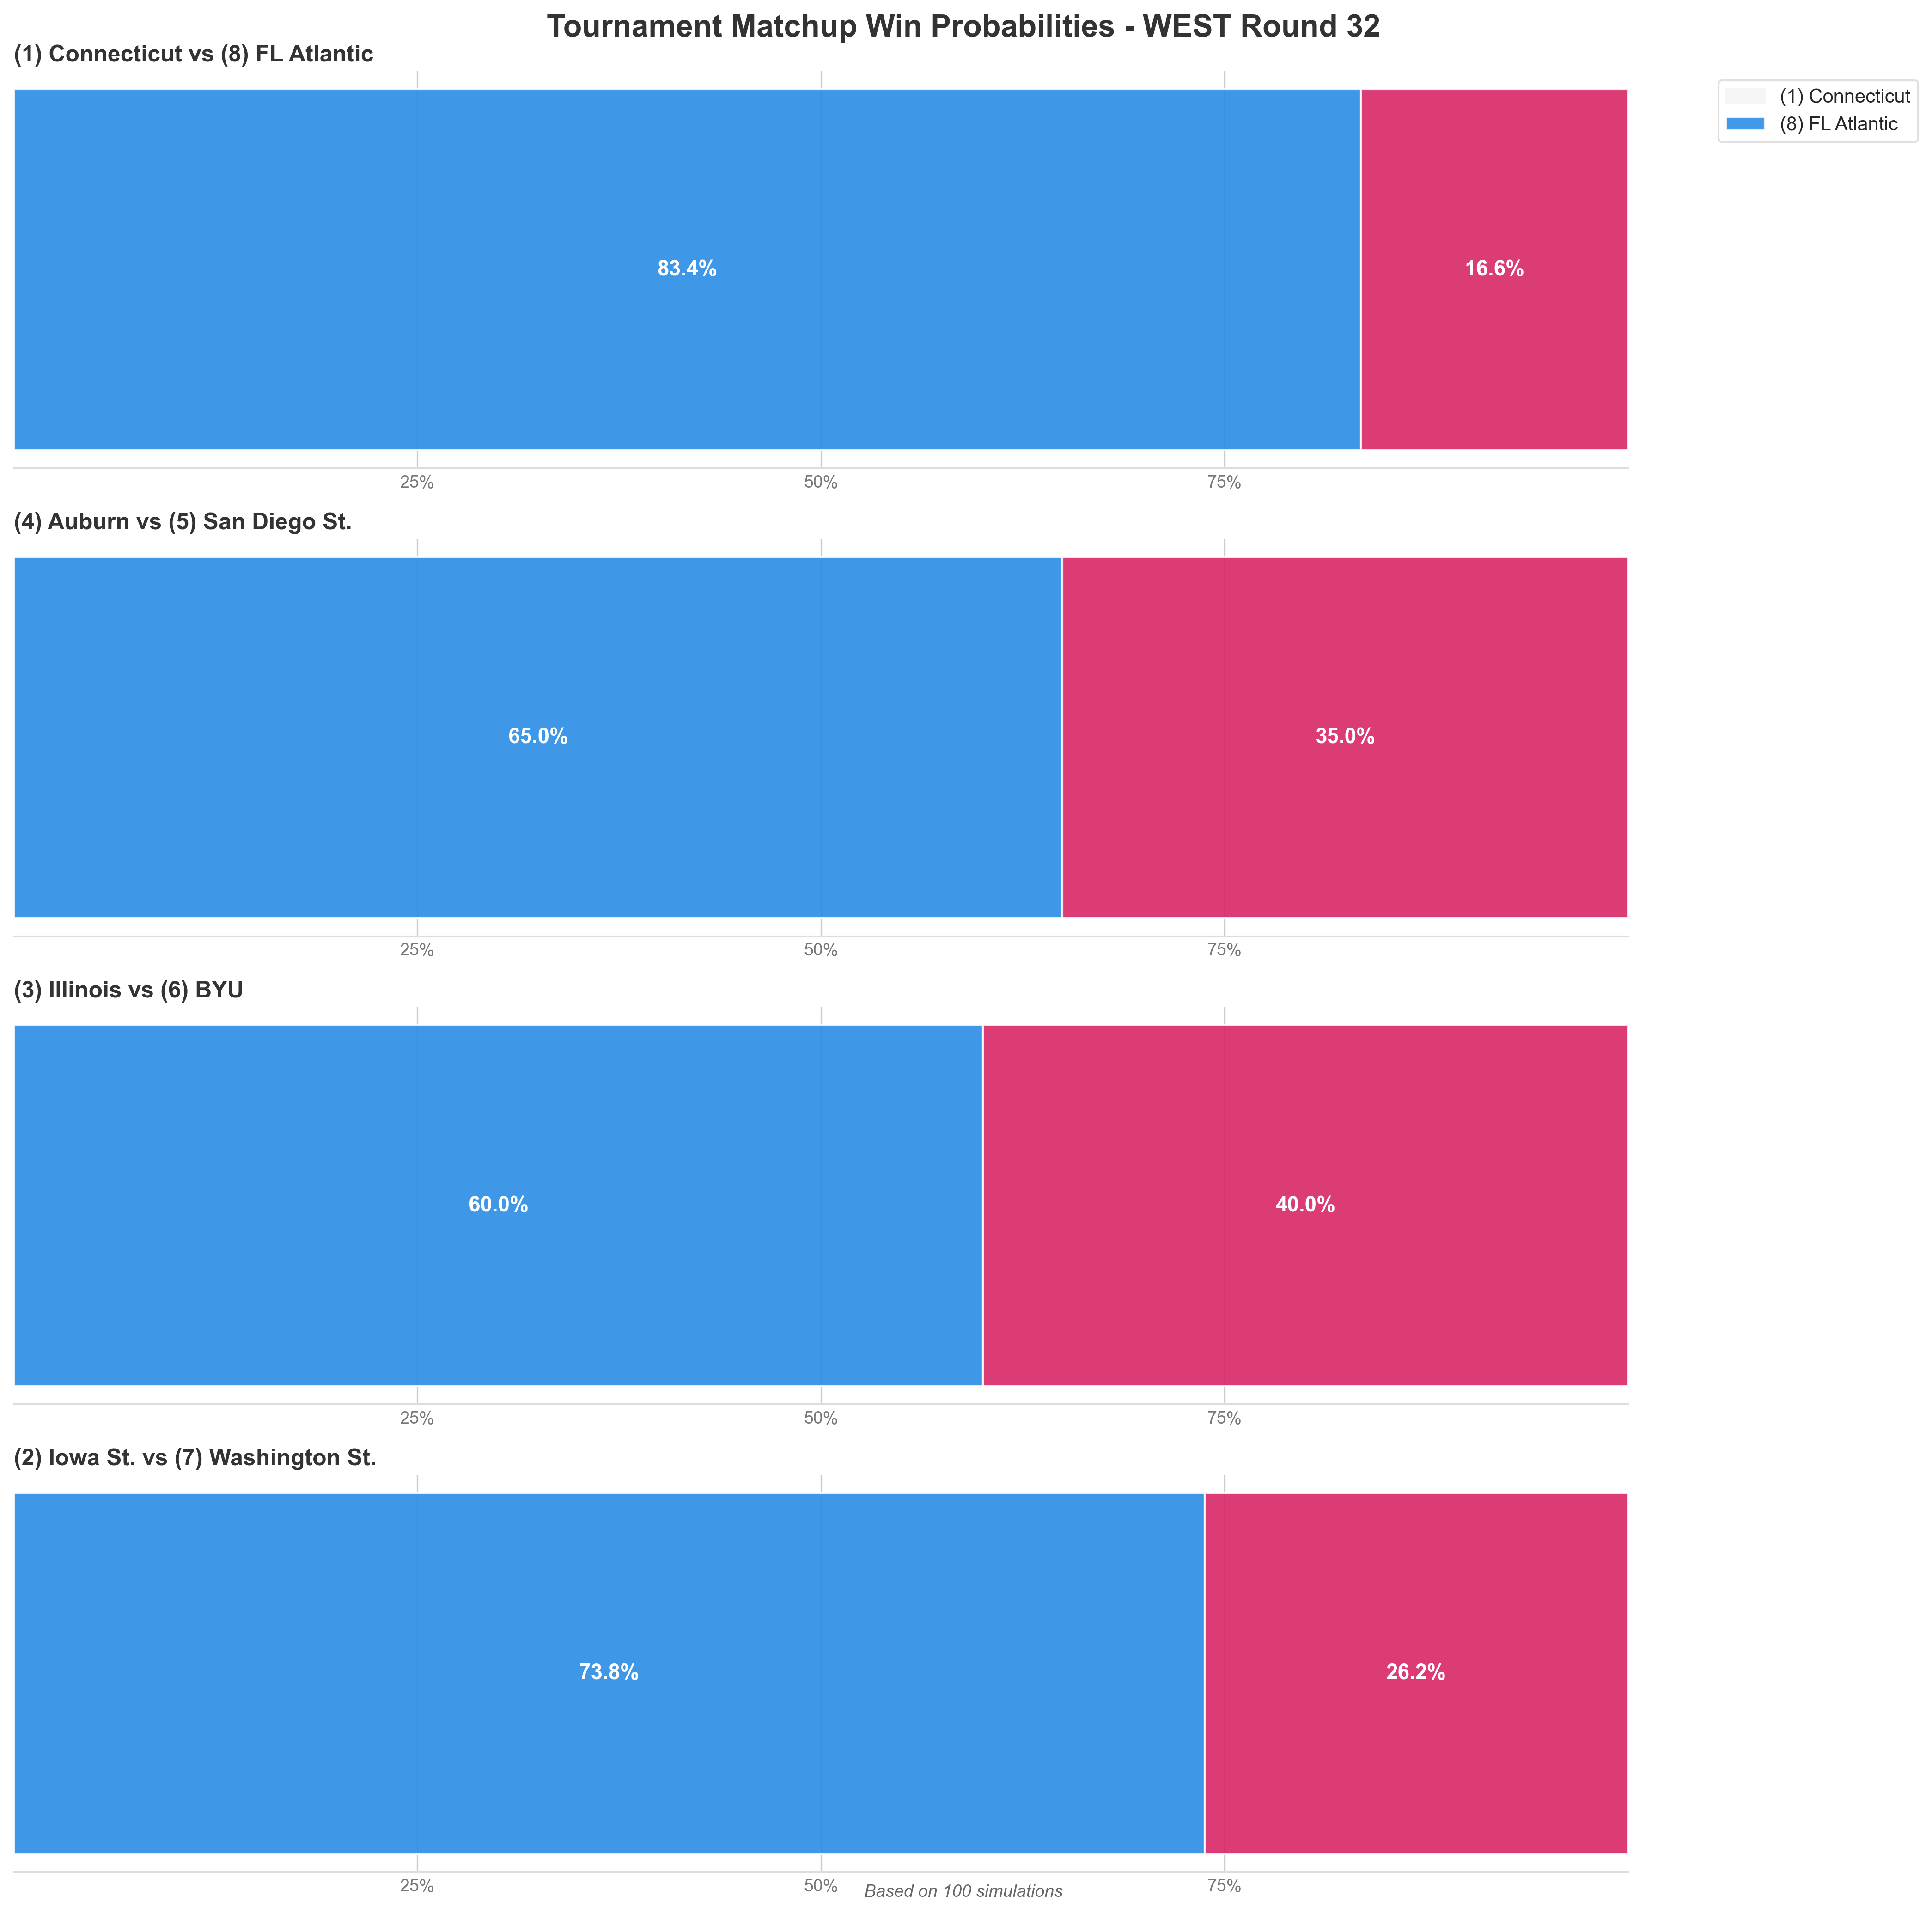 Tournament Matchup Win Probabilities - WEST Round 32
(1) Connecticut vs (8) FL Atlantic
(1) Connecticut
(8) FL Atlantic
83.4% 16.6%
25% 50% 75%
(4) Auburn vs (5) San Diego St.
65.0% 35.0%
25% 50% 75%
(3) Illinois vs (6) BYU
60.0% 40.0%
25% 50% 75%
(2) Iowa St. vs (7) Washington St.
73.8% 26.2%
25% 50% 75%
Based on 100 simulations